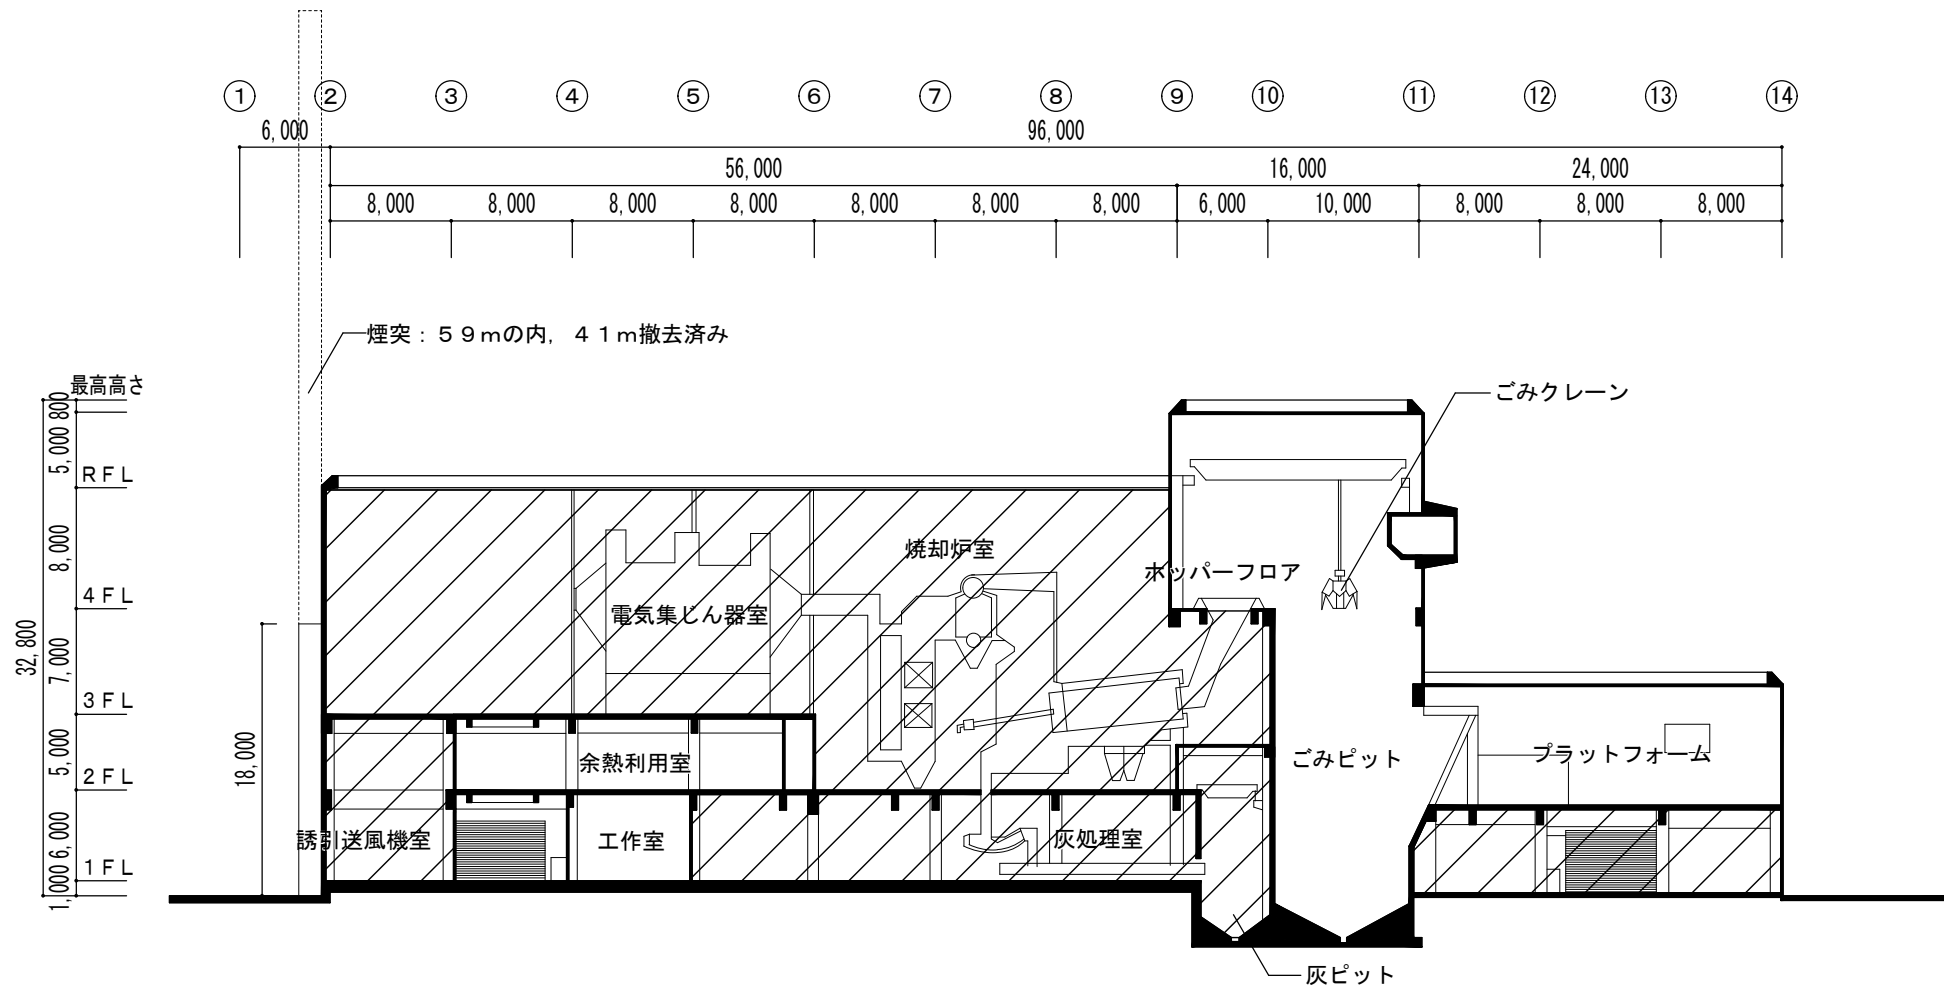 ① ② ③ ④ ⑤ ⑥ ⑦ ⑧ ⑨ ⑩ ⑪ ⑫ ⑬ ⑭
6,000 96,000
56,000 16,000 24,000
8,000 8,000 8,000 8,000 8,000 8,000 8,000 6,000 10,000 8,000 8,000 8,000
煙突:59mの内,41m撤去済み
最高高さ
ごみクレーン
800
5,000
RFL
8,000
焼却炉室
ホッパーフロア
4FL
電気集じん器室
32,800
7,000
3FL
18,000
5,000
余熱利用室
ごみピット
プラットフォーム
2FL
6,000
誘引送風機室
工作室
灰処理室
1FL
1,000
灰ピット